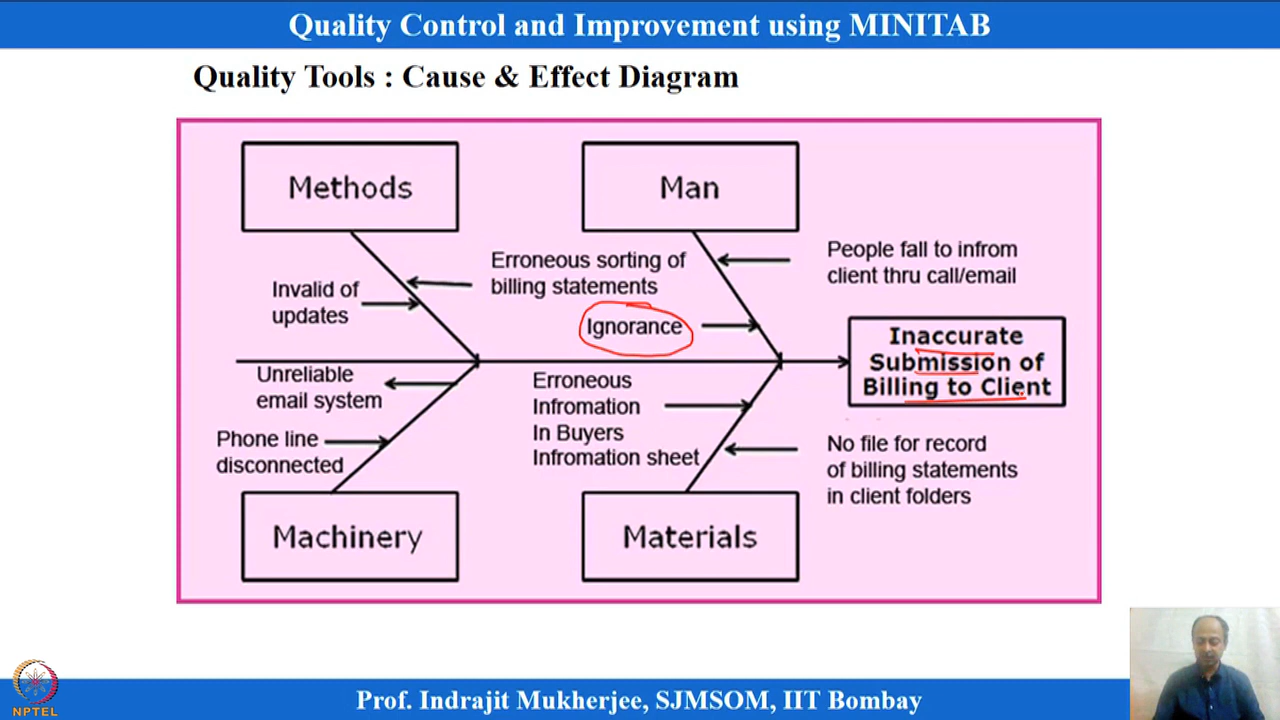 Quality Control and Improvement using MINITAB
Quality Tools : Cause & Effect Diagram
Methods
Man
Erroneous sorting of
billing statements
People fall to infrom
client thru call/email
Invalid of
updates
Ignorance
Inaccurate
Submission of
Billing to Client
Unreliable
email system
Erroneous
Infromation
In Buyers
Infromation sheet
Phone line
disconnected
No file for record
of billing statements
in client folders
Machinery
Materials
NPTEL
Prof. Indrajit Mukherjee, SJMSOM, IIT Bombay